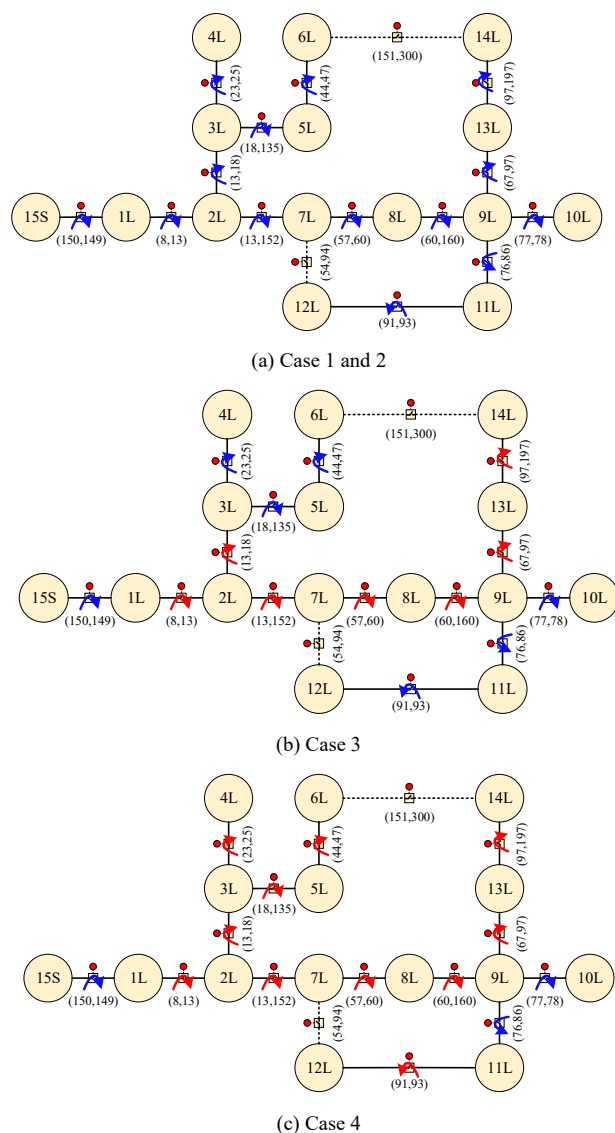 4L 6L 14L
(151,300)
(23,25) (44,47) (97,197)
3L 5L 13L
(18,135)
(13,18) (67,97)
15S 1L 2L 7L 8L 9L 10L
(150,149) (8,13) (13,152) (57,60) (60,160) (77,78)
(54,94) (76,86)
12L 11L
(91,93)
(a) Case 1 and 2
4L 6L 14L
(151,300)
(23,25) (44,47) (97,197)
3L 5L 13L
(18,135)
(13,18) (67,97)
15S 1L 2L 7L 8L 9L 10L
(150,149) (8,13) (13,152) (57,60) (60,160) (77,78)
(54,94) (76,86)
12L 11L
(91,93)
(b) Case 3
4L 6L 14L
(151,300)
(23,25) (44,47) (97,197)
3L 5L 13L
(18,135)
(13,18) (67,97)
15S 1L 2L 7L 8L 9L 10L
(150,149) (8,13) (13,152) (57,60) (60,160) (77,78)
(54,94) (76,86)
12L 11L
(91,93)
(c) Case 4